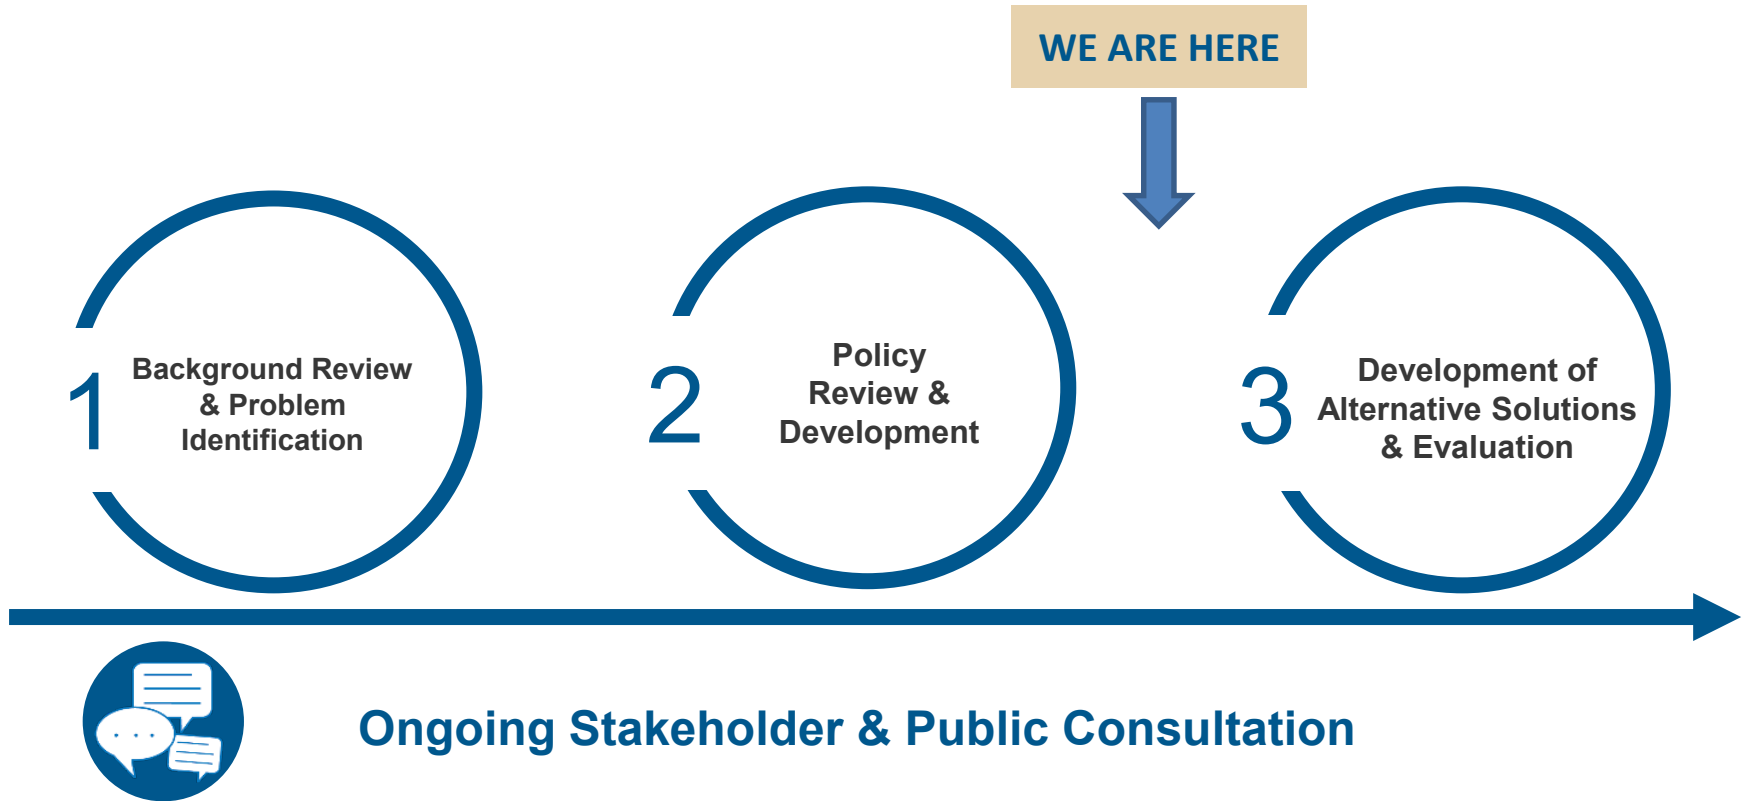 WE ARE HERE
1
Background Review
& Problem
Identification
2
Policy
Review &
Development
3
Development of
Alternative Solutions
& Evaluation
Ongoing Stakeholder & Public Consultation